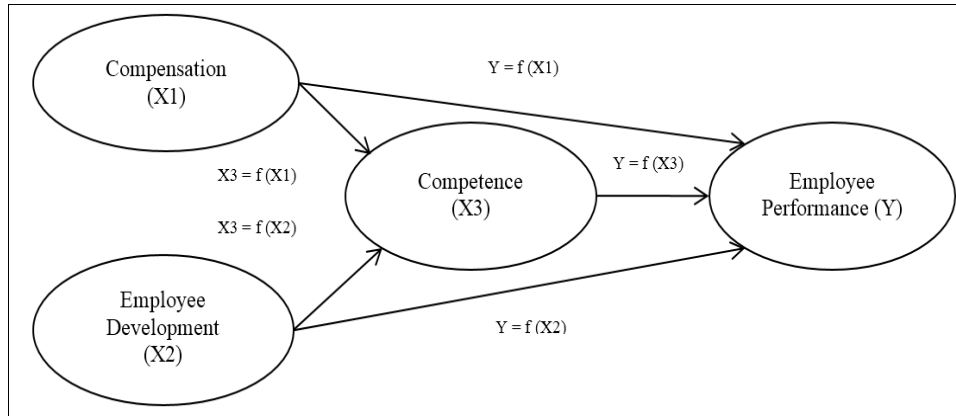 Compensation
(X1)
Y = f (X1)
X3 = f (X1)
Competence
(X3)
Y = f (X3)
Employee
Performance (Y)
X3 = f (X2)
Employee
Development
(X2)
Y = f (X2)